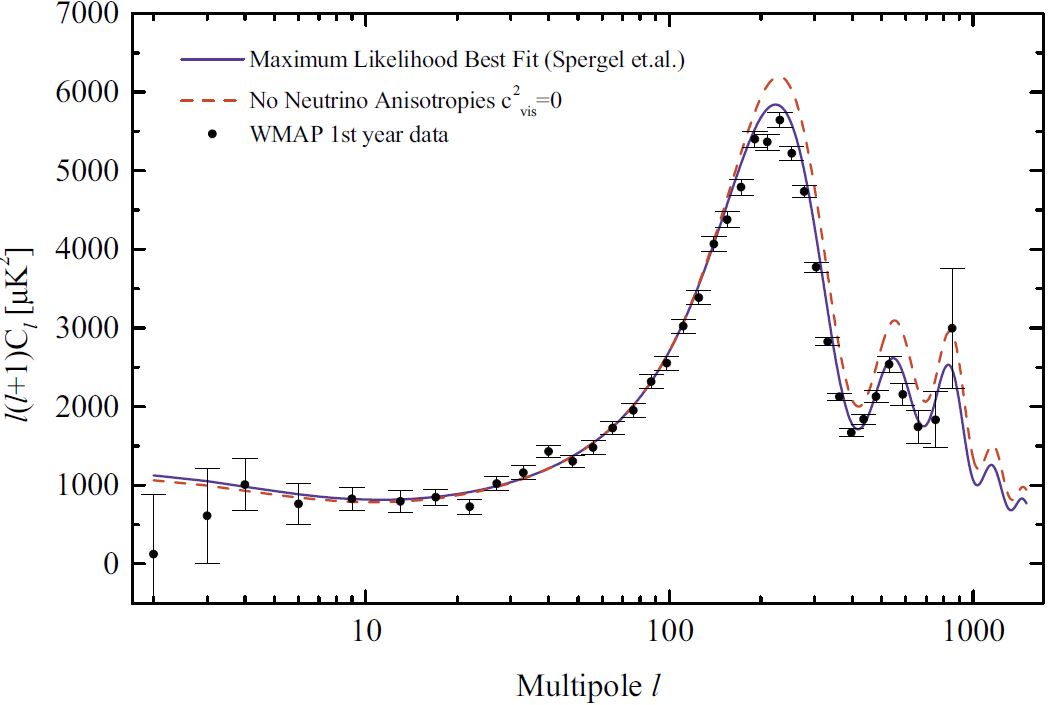 7000
6000
5000
4000
3000
2000
1000
0
l(l+1)C_l [μK²]
Maximum Likelihood Best Fit (Spergel et.al.)
No Neutrino Anisotropies c²_vis=0
WMAP 1st year data
10
100
1000
Multipole l